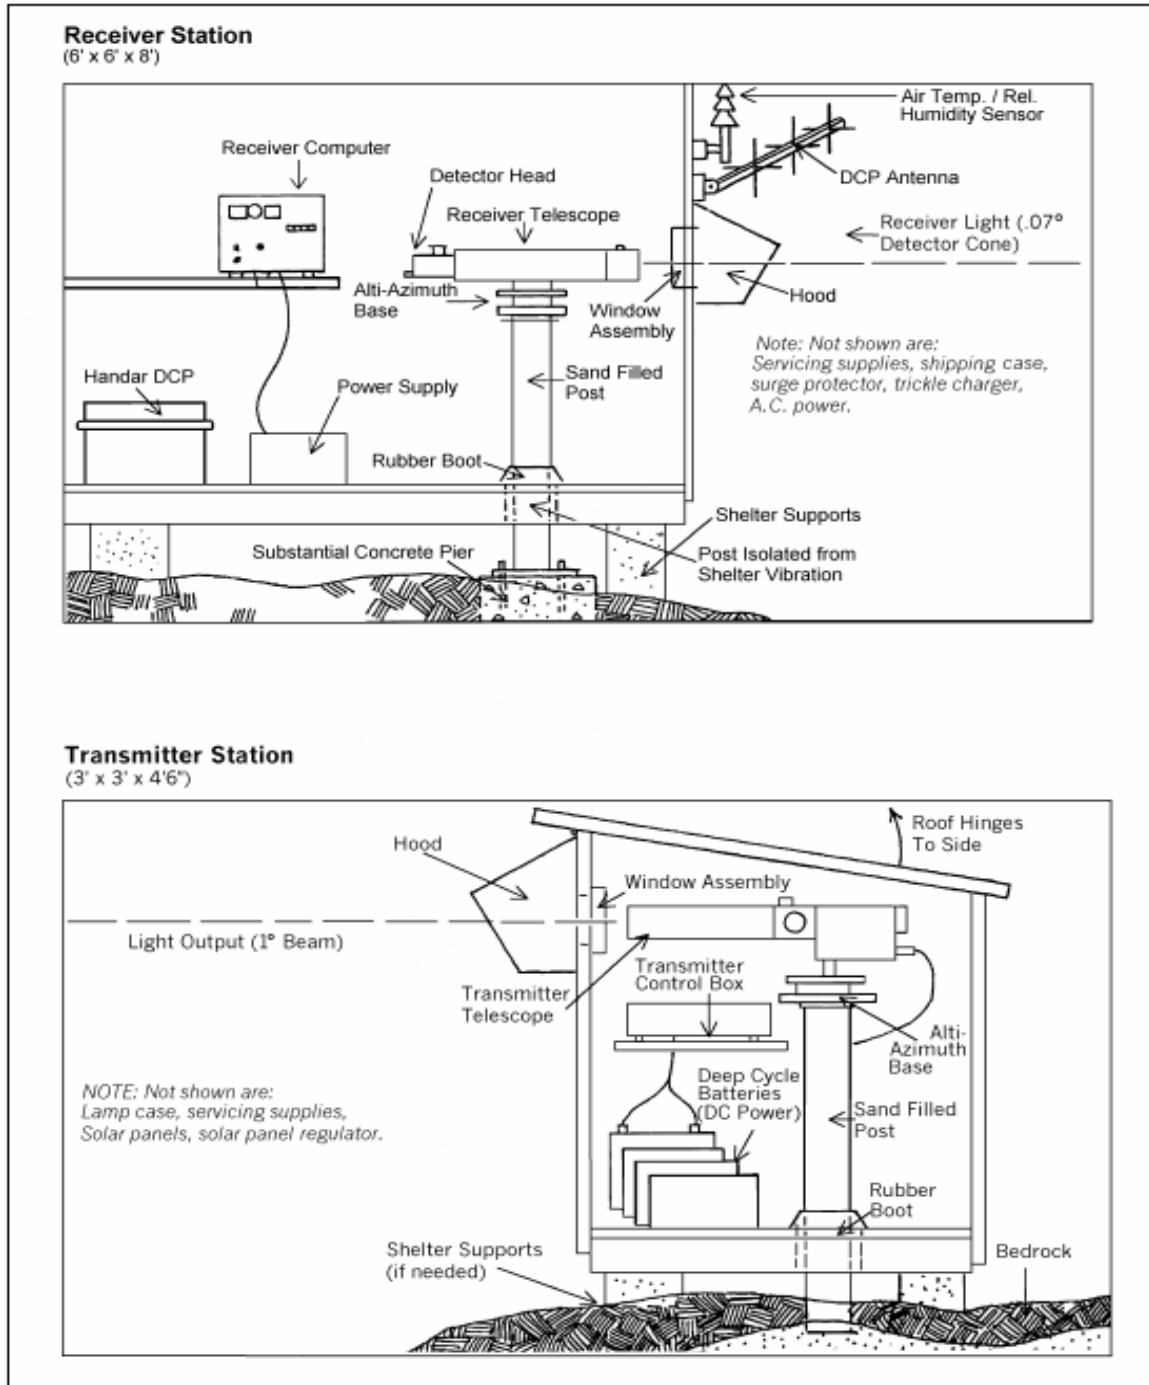 Receiver Station
(6' x 6' x 8')
Air Temp. / Rel.
Humidity Sensor
Receiver Computer
Detector Head
DCP Antenna
Receiver Telescope
Receiver Light (.07°
Detector Cone)
Alti-Azimuth
Base
Window
Assembly
Hood
Note: Not shown are:
Servicing supplies, shipping case,
surge protector, trickle charger,
A.C. power.
Handar DCP
Power Supply
Sand Filled
Post
Rubber Boot
Shelter Supports
Substantial Concrete Pier
Post Isolated from
Shelter Vibration
Transmitter Station
(3' x 3' x 4'6")
Roof Hinges
To Side
Hood
Window Assembly
Light Output (1° Beam)
Transmitter
Control Box
Transmitter
Telescope
Alti-
Azimuth
Base
NOTE: Not shown are:
Lamp case, servicing supplies,
Solar panels, solar panel regulator.
Deep Cycle
Batteries
(DC Power)
Sand Filled
Post
Rubber
Boot
Shelter Supports
(if needed)
Bedrock